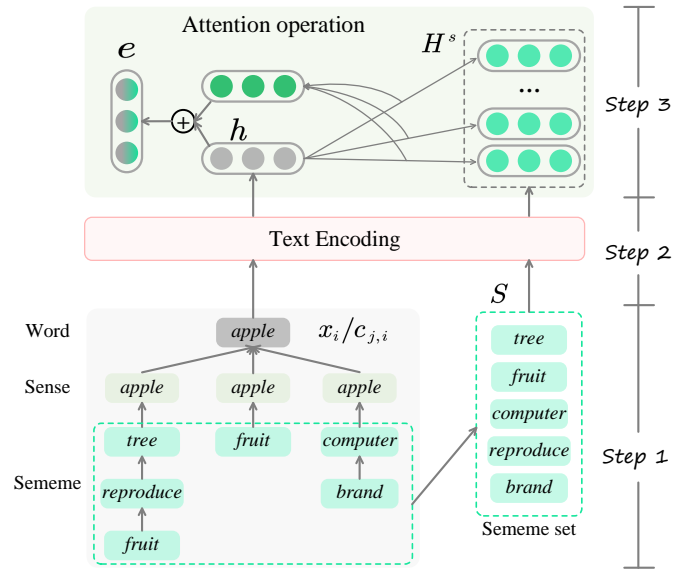 Attention operation
e
H^s
...
h
+
Step 3
Text Encoding
Step 2
S
Word
apple
x_i/c_{j,i}
Sense
apple
apple
apple
Sememe
tree
fruit
computer
reproduce
brand
fruit
tree
fruit
computer
reproduce
brand
Sememe set
Step 1